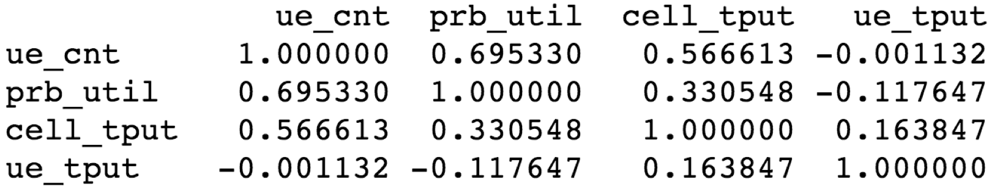 ue_cnt prb_util cell_tput ue_tput
ue_cnt 1.000000 0.695330 0.566613 -0.001132
prb_util 0.695330 1.000000 0.330548 -0.117647
cell_tput 0.566613 0.330548 1.000000 0.163847
ue_tput -0.001132 -0.117647 0.163847 1.000000